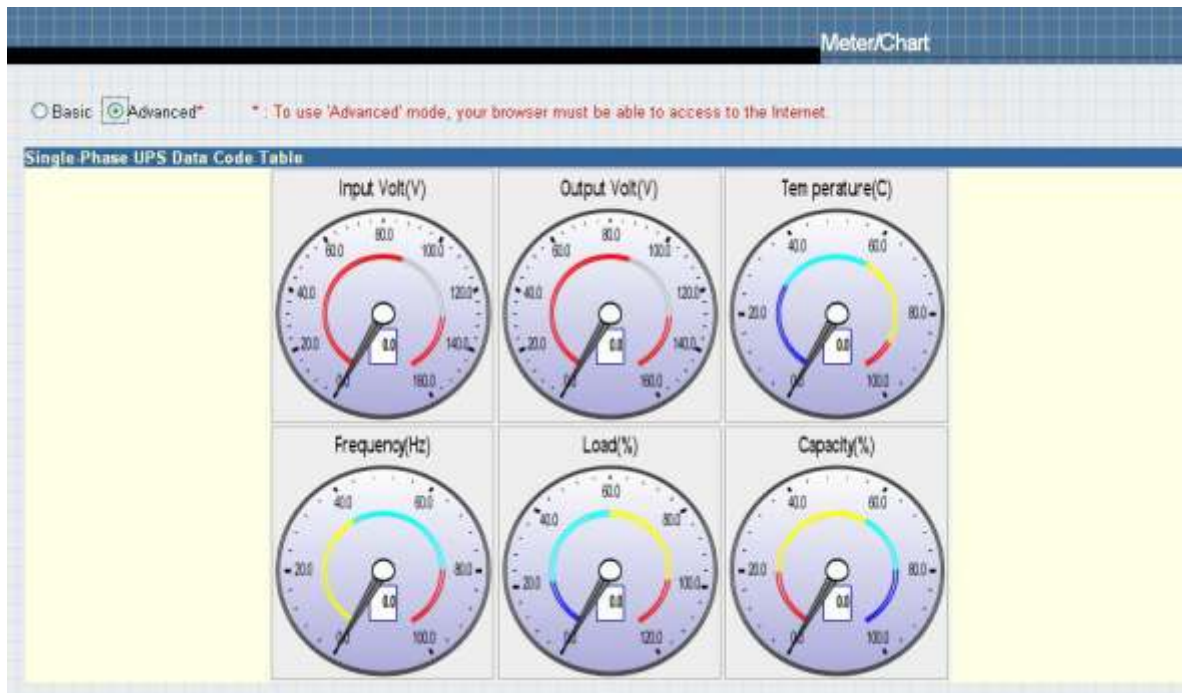 Meter/Chart
Basic Advanced* * : To use 'Advanced' mode, your browser must be able to access to the Internet.
Single-Phase UPS Data Code Table
Input Volt(V) Output Volt(V) Tem perature(C)
0.0 20.0 40.0 60.0 80.0 100.0 120.0 140.0 160.0 0.0
0.0 20.0 40.0 60.0 80.0 100.0 120.0 140.0 160.0 0.0
0.0 20.0 40.0 60.0 80.0 100.0 0.0
Frequency(Hz) Load(%) Capacity(%)
0.0 20.0 40.0 60.0 80.0 100.0 0.0
0.0 20.0 40.0 60.0 80.0 100.0 120.0 0.0
0.0 20.0 40.0 60.0 80.0 100.0 0.0